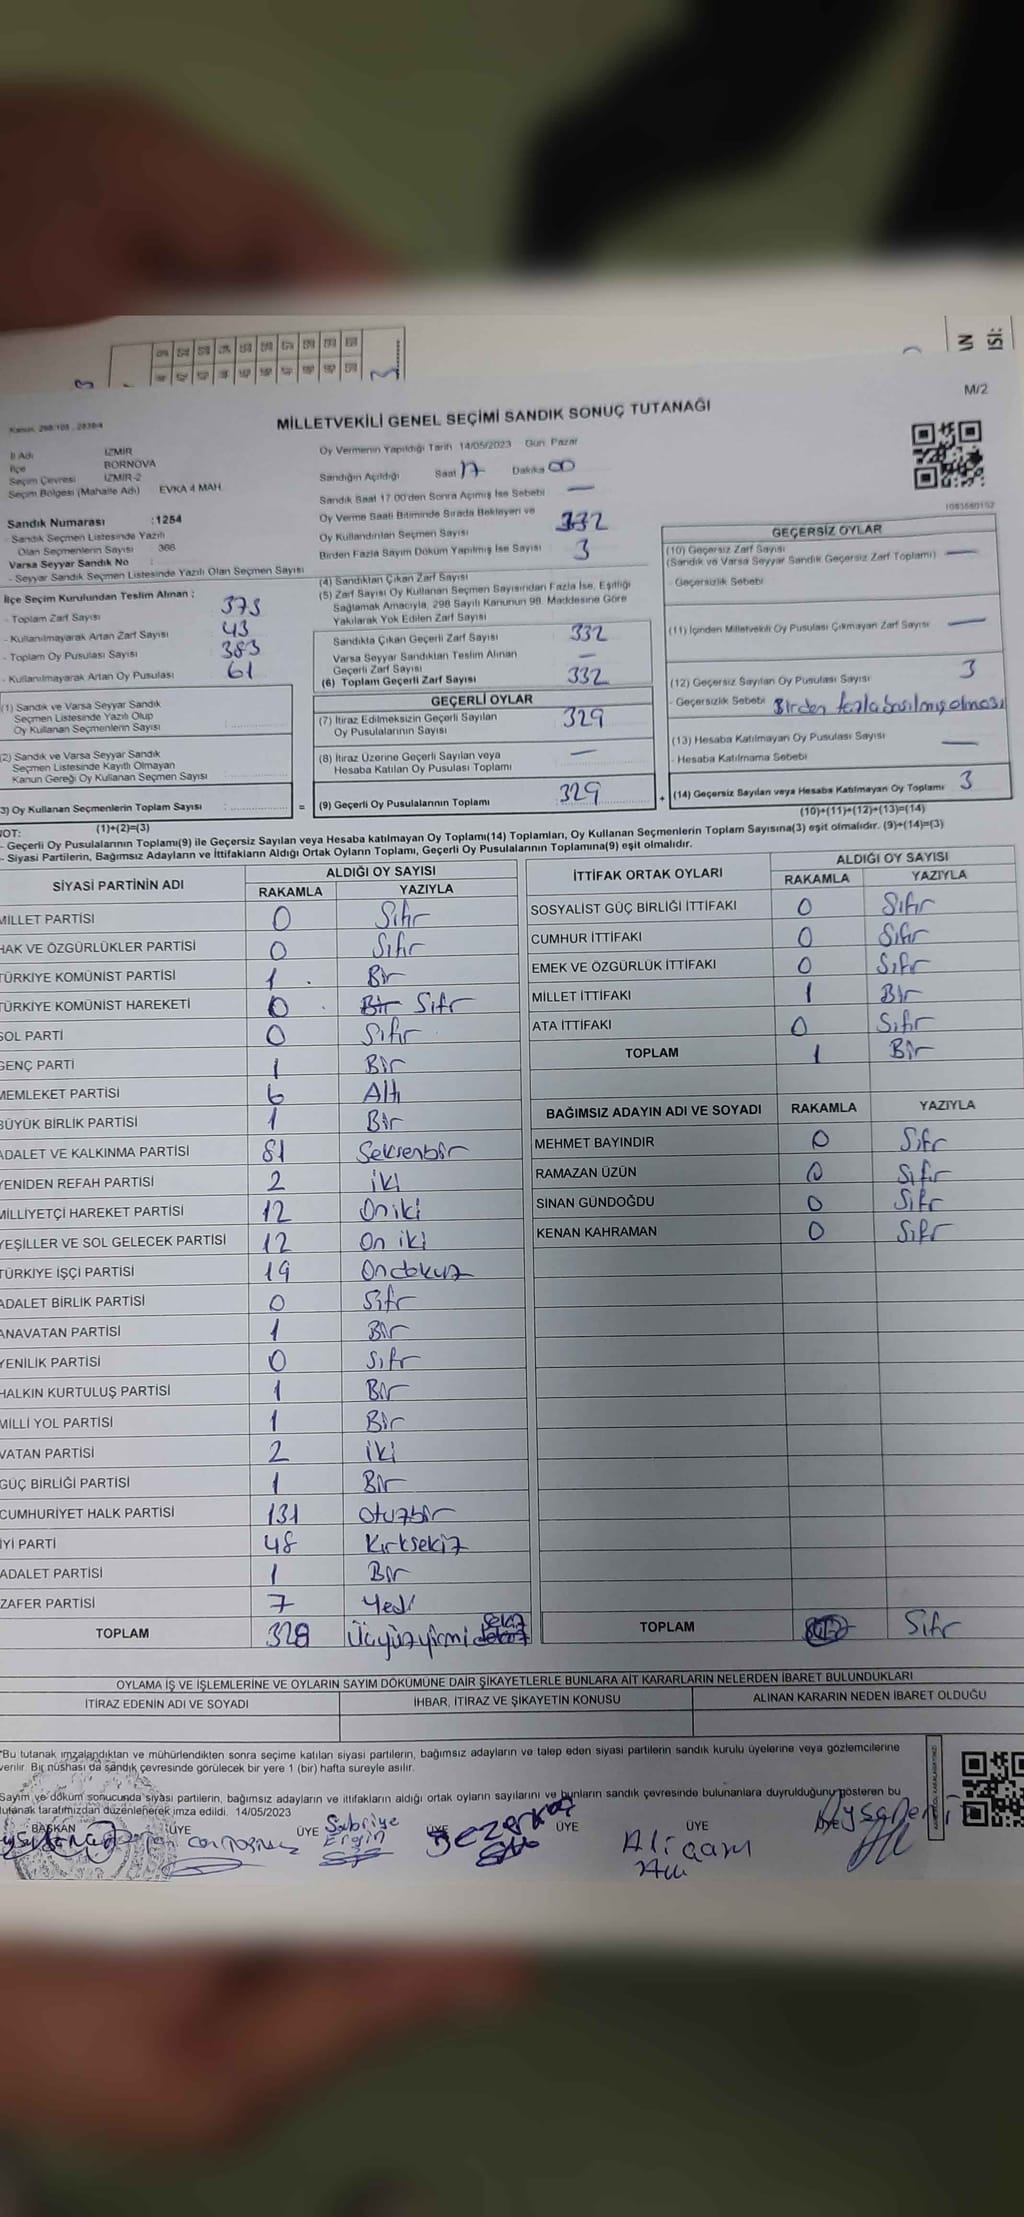 M/2
Kanun: 298/105 , 2839/4
MİLLETVEKİLİ GENEL SEÇİMİ SANDIK SONUÇ TUTANAĞI
İl Adı İZMİR
İlçe BORNOVA
Seçim Çevresi İZMİR-2
Seçim Bölgesi (Mahalle Adı) EVKA 4 MAH.
Sandık Numarası :1254
- Sandık Seçmen Listesinde Yazılı
Olan Seçmenlerin Sayısı : 366
Varsa Seyyar Sandık No :
- Seyyar Sandık Seçmen Listesinde Yazılı Olan Seçmen Sayısı
İlçe Seçim Kurulundan Teslim Alınan :
- Toplam Zarf Sayısı 375
- Kullanılmayarak Artan Zarf Sayısı 43
- Toplam Oy Pusulası Sayısı 383
- Kullanılmayarak Artan Oy Pusulası 61
(1) Sandık ve Varsa Seyyar Sandık
Seçmen Listesinde Yazılı Olup
Oy Kullanan Seçmenlerin Sayısı
(2) Sandık ve Varsa Seyyar Sandık
Seçmen Listesinde Kayıtlı Olmayan
Kanun Gereği Oy Kullanan Seçmen Sayısı
3) Oy Kullanan Seçmenlerin Toplam Sayısı :
(1)+(2)=(3)
Oy Vermenin Yapıldığı Tarih 14/05/2023 Gün: Pazar
Sandığın Açıldığı Saat 17 Dakika 00
Sandık Saat 17.00'den Sonra Açılmış İse Sebebi —
Oy Verme Saati Bitiminde Sırada Bekleyen ve
Oy Kullandırılan Seçmen Sayısı 332
Birden Fazla Sayım Döküm Yapılmış İse Sayısı 3
(4) Sandıktan Çıkan Zarf Sayısı
(5) Zarf Sayısı Oy Kullanan Seçmen Sayısından Fazla İse, Eşitliği
Sağlamak Amacıyla, 298 Sayılı Kanunun 98. Maddesine Göre
Yakılarak Yok Edilen Zarf Sayısı
Sandıkta Çıkan Geçerli Zarf Sayısı 332
Varsa Seyyar Sandıktan Teslim Alınan
Geçerli Zarf Sayısı —
(6) Toplam Geçerli Zarf Sayısı 332
GEÇERLİ OYLAR
(7) İtiraz Edilmeksizin Geçerli Sayılan
Oy Pusulalarının Sayısı 329
(8) İtiraz Üzerine Geçerli Sayılan veya
Hesaba Katılan Oy Pusulası Toplamı —
= (9) Geçerli Oy Pusulalarının Toplamı 329 +
1083580152
GEÇERSİZ OYLAR
(10) Geçersiz Zarf Sayısı
(Sandık ve Varsa Seyyar Sandık Geçersiz Zarf Toplamı) —
- Geçersizlik Sebebi
(11) İçinden Milletvekili Oy Pusulası Çıkmayan Zarf Sayısı —
(12) Geçersiz Sayılan Oy Pusulası Sayısı 3
- Geçersizlik Sebebi Birden fazla basılmış olması
(13) Hesaba Katılmayan Oy Pusulası Sayısı —
- Hesaba Katılmama Sebebi
(14) Geçersiz Sayılan veya Hesaba Katılmayan Oy Toplamı 3
(10)+(11)+(12)+(13)=(14)
NOT:
- Geçerli Oy Pusulalarının Toplamı(9) ile Geçersiz Sayılan veya Hesaba katılmayan Oy Toplamı(14) Toplamları, Oy Kullanan Seçmenlerin Toplam Sayısına(3) eşit olmalıdır. (9)+(14)=(3)
- Siyasi Partilerin, Bağımsız Adayların ve İttifakların Aldığı Ortak Oyların Toplamı, Geçerli Oy Pusulalarının Toplamına(9) eşit olmalıdır.
SİYASİ PARTİNİN ADI ALDIĞI OY SAYISI
RAKAMLA YAZIYLA
MİLLET PARTİSİ 0 Sıfır
HAK VE ÖZGÜRLÜKLER PARTİSİ 0 Sıfır
TÜRKİYE KOMÜNİST PARTİSİ 1 Bir
TÜRKİYE KOMÜNİST HAREKETİ 0 Bir Sıfır
SOL PARTİ 0 Sıfır
GENÇ PARTİ 1 Bir
MEMLEKET PARTİSİ 6 Altı
BÜYÜK BİRLİK PARTİSİ 1 Bir
ADALET VE KALKINMA PARTİSİ 81 Seksenbir
YENİDEN REFAH PARTİSİ 2 iki
MİLLİYETÇİ HAREKET PARTİSİ 12 Oniki
YEŞİLLER VE SOL GELECEK PARTİSİ 12 On iki
TÜRKİYE İŞÇİ PARTİSİ 19 Ondokuz
ADALET BİRLİK PARTİSİ 0 Sıfır
ANAVATAN PARTİSİ 1 Bir
YENİLİK PARTİSİ 0 Sıfır
HALKIN KURTULUŞ PARTİSİ 1 Bir
MİLLİ YOL PARTİSİ 1 Bir
VATAN PARTİSİ 2 iki
GÜÇ BİRLİĞİ PARTİSİ 1 Bir
CUMHURİYET HALK PARTİSİ 131 Otuzbir
İYİ PARTİ 48 Kırksekiz
ADALET PARTİSİ 1 Bir
ZAFER PARTİSİ 7 Yedi
TOPLAM 328 Üçyüzyirmi sekiz
İTTİFAK ORTAK OYLARI ALDIĞI OY SAYISI
RAKAMLA YAZIYLA
SOSYALİST GÜÇ BİRLİĞİ İTTİFAKI 0 Sıfır
CUMHUR İTTİFAKI 0 Sıfır
EMEK VE ÖZGÜRLÜK İTTİFAKI 0 Sıfır
MİLLET İTTİFAKI 1 Bir
ATA İTTİFAKI 0 Sıfır
TOPLAM 1 Bir
BAĞIMSIZ ADAYIN ADI VE SOYADI RAKAMLA YAZIYLA
MEHMET BAYINDIR 0 Sıfır
RAMAZAN ÜZÜN 0 Sıfır
SİNAN GÜNDOĞDU 0 Sıfır
KENAN KAHRAMAN 0 Sıfır
TOPLAM Sıfır
OYLAMA İŞ VE İŞLEMLERİNE VE OYLARIN SAYIM DÖKÜMÜNE DAİR ŞİKAYETLERLE BUNLARA AİT KARARLARIN NELERDEN İBARET BULUNDUKLARI
İTİRAZ EDENİN ADI VE SOYADI İHBAR, İTİRAZ VE ŞİKAYETİN KONUSU ALINAN KARARIN NEDEN İBARET OLDUĞU
*Bu tutanak imzalandıktan ve mühürlendikten sonra seçime katılan siyasi partilerin, bağımsız adayların ve talep eden siyasi partilerin sandık kurulu üyelerine veya gözlemcilerine
verilir. Bir nüshası da sandık çevresinde görülecek bir yere 1 (bir) hafta süreyle asılır.
Sayım ve döküm sonucunda siyasi partilerin, bağımsız adayların ve ittifakların aldığı ortak oyların sayılarını ve bunların sandık çevresinde bulunanlara duyrulduğunu gösteren bu
tutanak tarafımızdan düzenlenerek imza edildi. 14/05/2023
BAŞKAN ÜYE ÜYE ÜYE ÜYE ÜYE ÜYE
Sabriye
Ergin
Ali çam